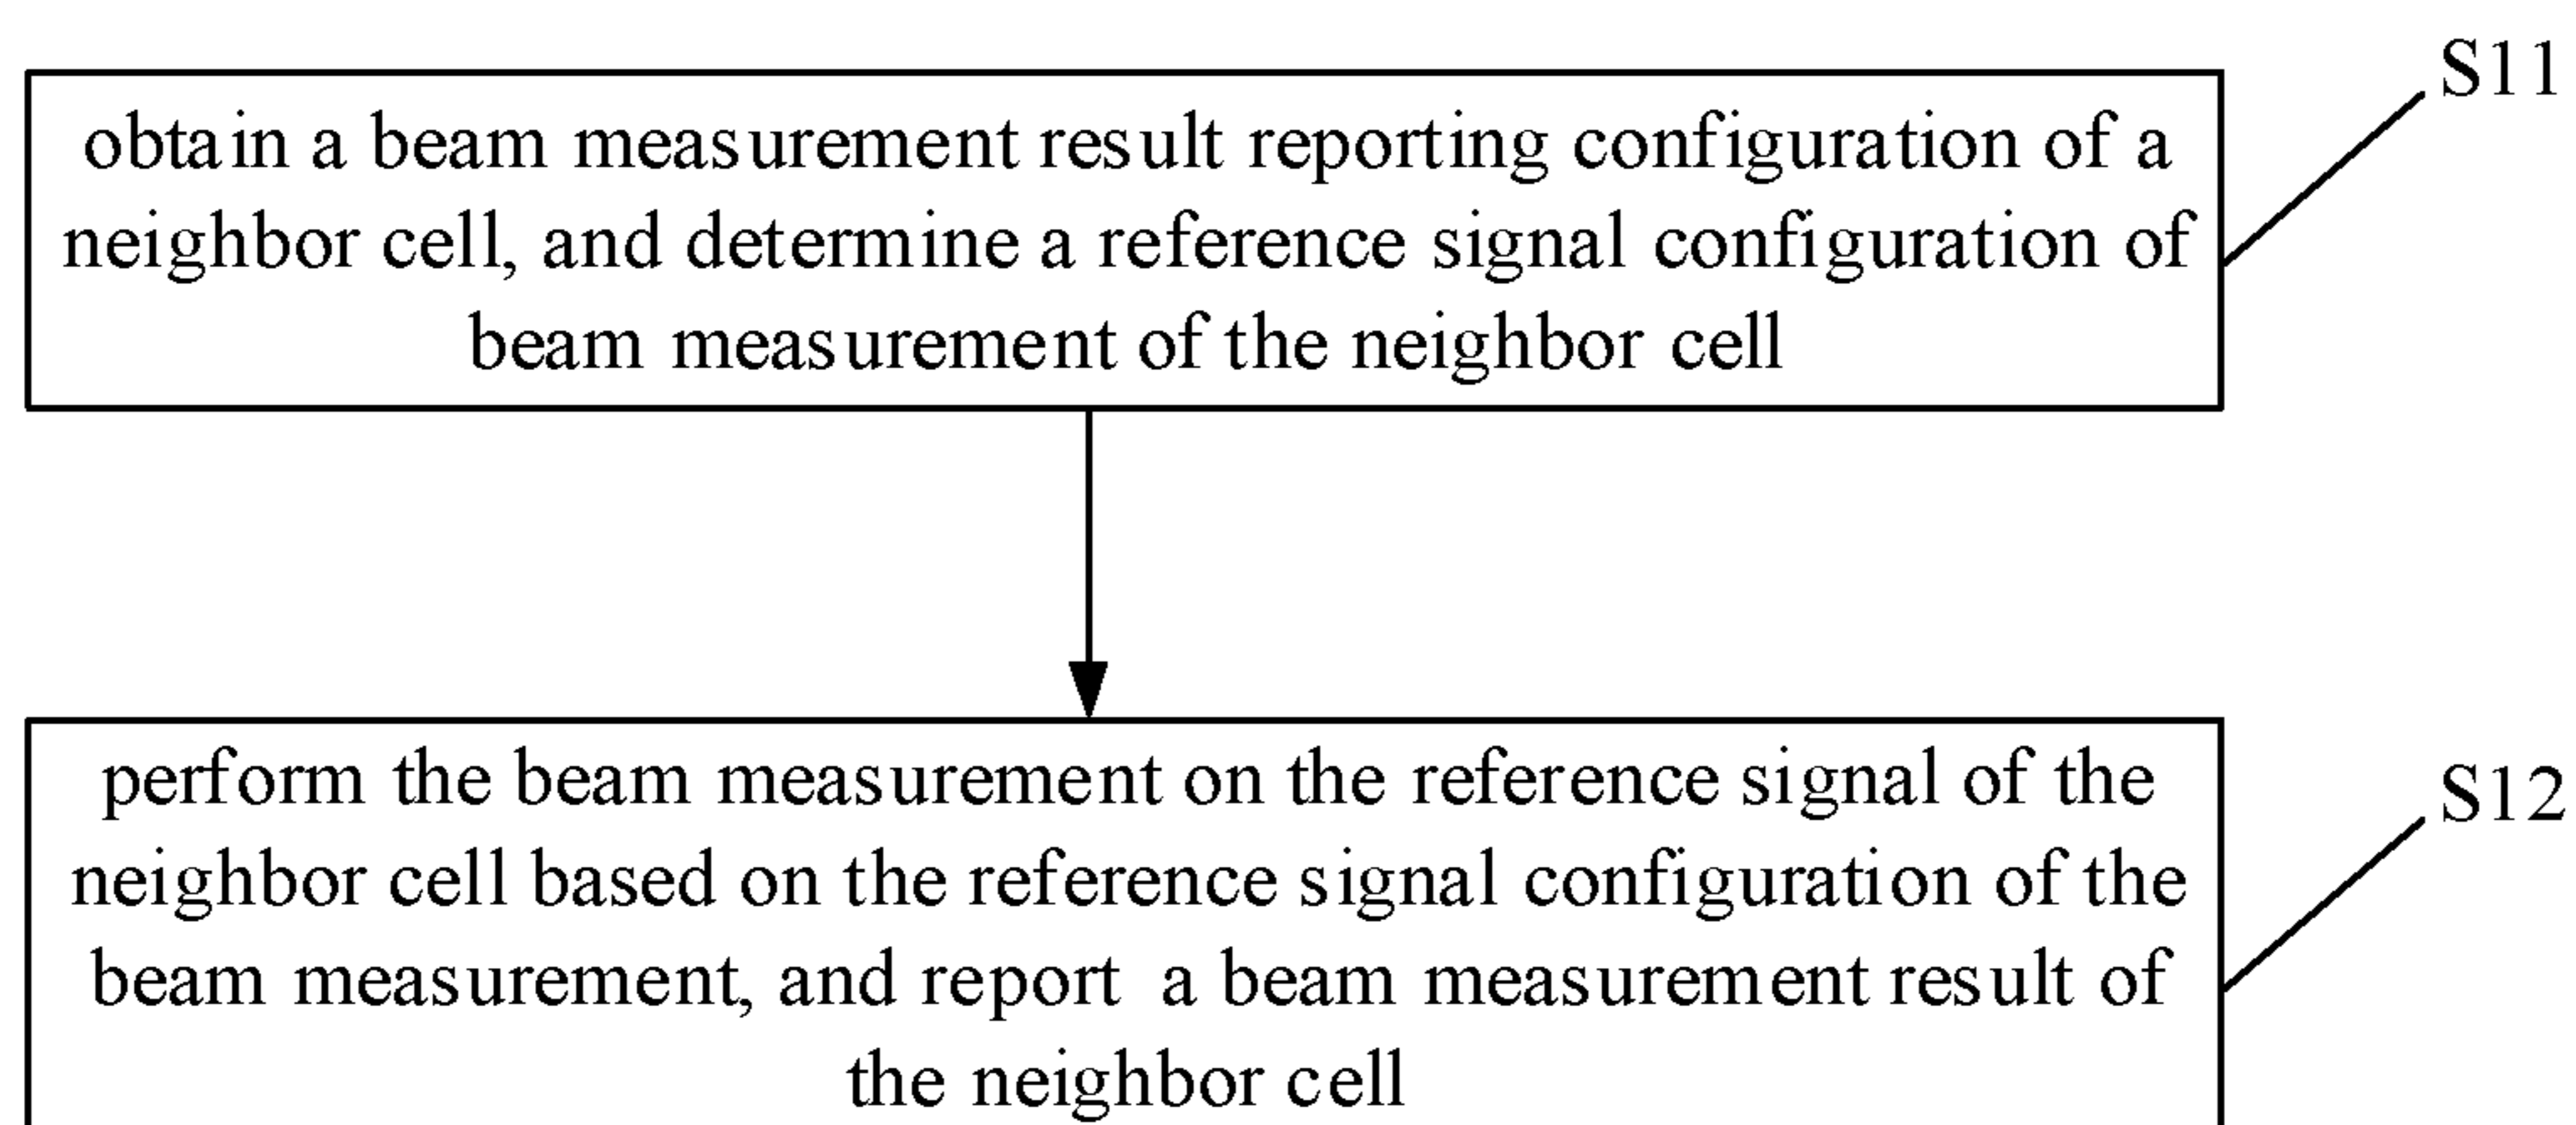 S11
obtain a beam measurement result reporting configuration of a
neighbor cell, and determine a reference signal configuration of
beam measurement of the neighbor cell
S12
perform the beam measurement on the reference signal of the
neighbor cell based on the reference signal configuration of the
beam measurement, and report a beam measurement result of
the neighbor cell